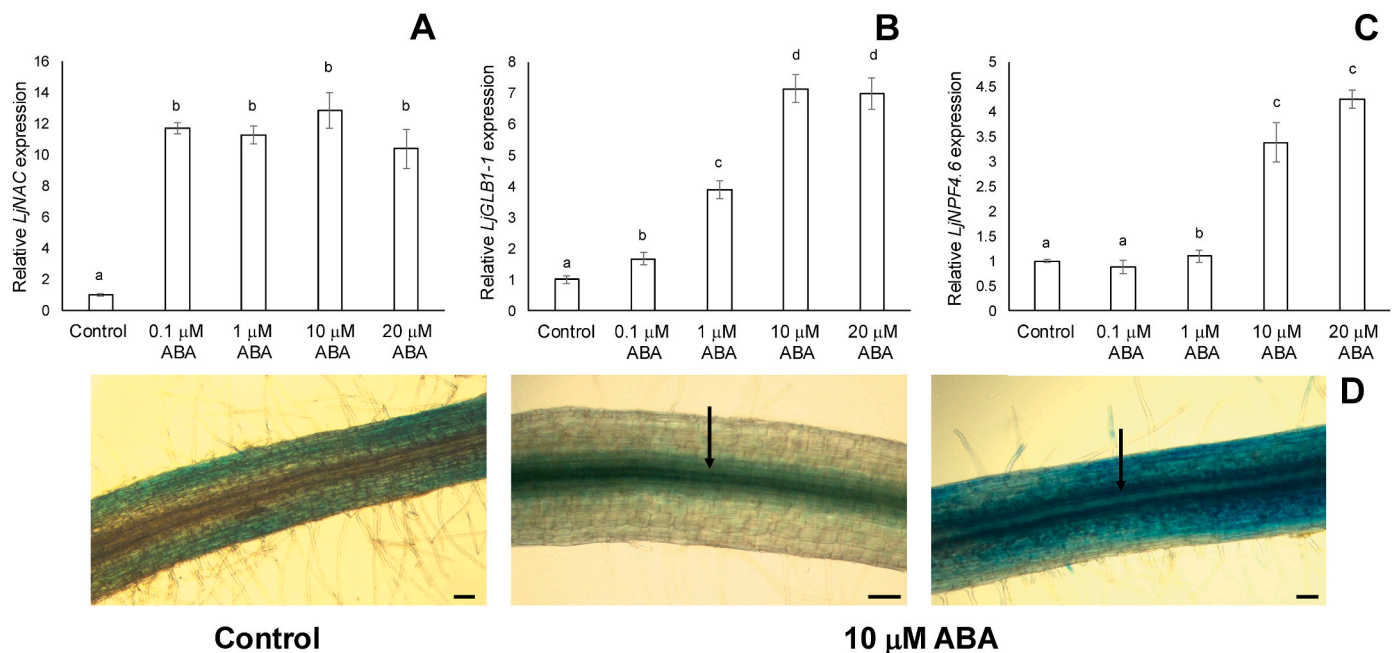 A
Relative LjNAC expression
16
14
12
10
8
6
4
2
0
a
b
b
b
b
Control
0.1 μM ABA
1 μM ABA
10 μM ABA
20 μM ABA
B
Relative LjGLB1-1 expression
8
7
6
5
4
3
2
1
0
a
b
c
d
d
Control
0.1 μM ABA
1 μM ABA
10 μM ABA
20 μM ABA
C
Relative LjNPF4.6 expression
5
4.5
4
3.5
3
2.5
2
1.5
1
0.5
0
a
a
b
c
c
Control
0.1 μM ABA
1 μM ABA
10 μM ABA
20 μM ABA
D
Control
10 μM ABA